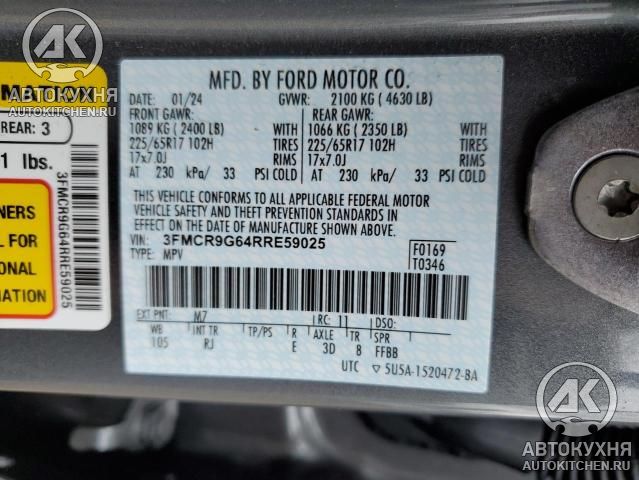 АВТОКУХНЯ
AUTOKITCHEN.RU
REAR: 3
1 lbs.
3FMCR9G64RRE59025
NERS
L FOR
ONAL
MATION
MFD. BY FORD MOTOR CO.
DATE: 01/24 GVWR: 2100 KG ( 4630 LB)
FRONT GAWR: REAR GAWR:
1089 KG ( 2400 LB) WITH 1066 KG ( 2350 LB) WITH
225/65R17 102H TIRES 225/65R17 102H TIRES
17x7.0J RIMS 17x7.0J RIMS
AT 230 kPa/ 33 PSI COLD AT 230 kPa/ 33 PSI COLD
THIS VEHICLE CONFORMS TO ALL APPLICABLE FEDERAL MOTOR
VEHICLE SAFETY AND THEFT PREVENTION STANDARDS IN
EFFECT ON THE DATE OF MANUFACTURE SHOWN ABOVE.
VIN: 3FMCR9G64RRE59025
TYPE: MPV
F0169
T0346
EXT PNT: M7 RC: 11 DSO:
WB INT TR TP/PS R AXLE TR SPR
105 RJ E 3D 8 FFBB
UTC ▽ 5U5A-1520472-BA
АВТОКУХНЯ
AUTOKITCHEN.RU